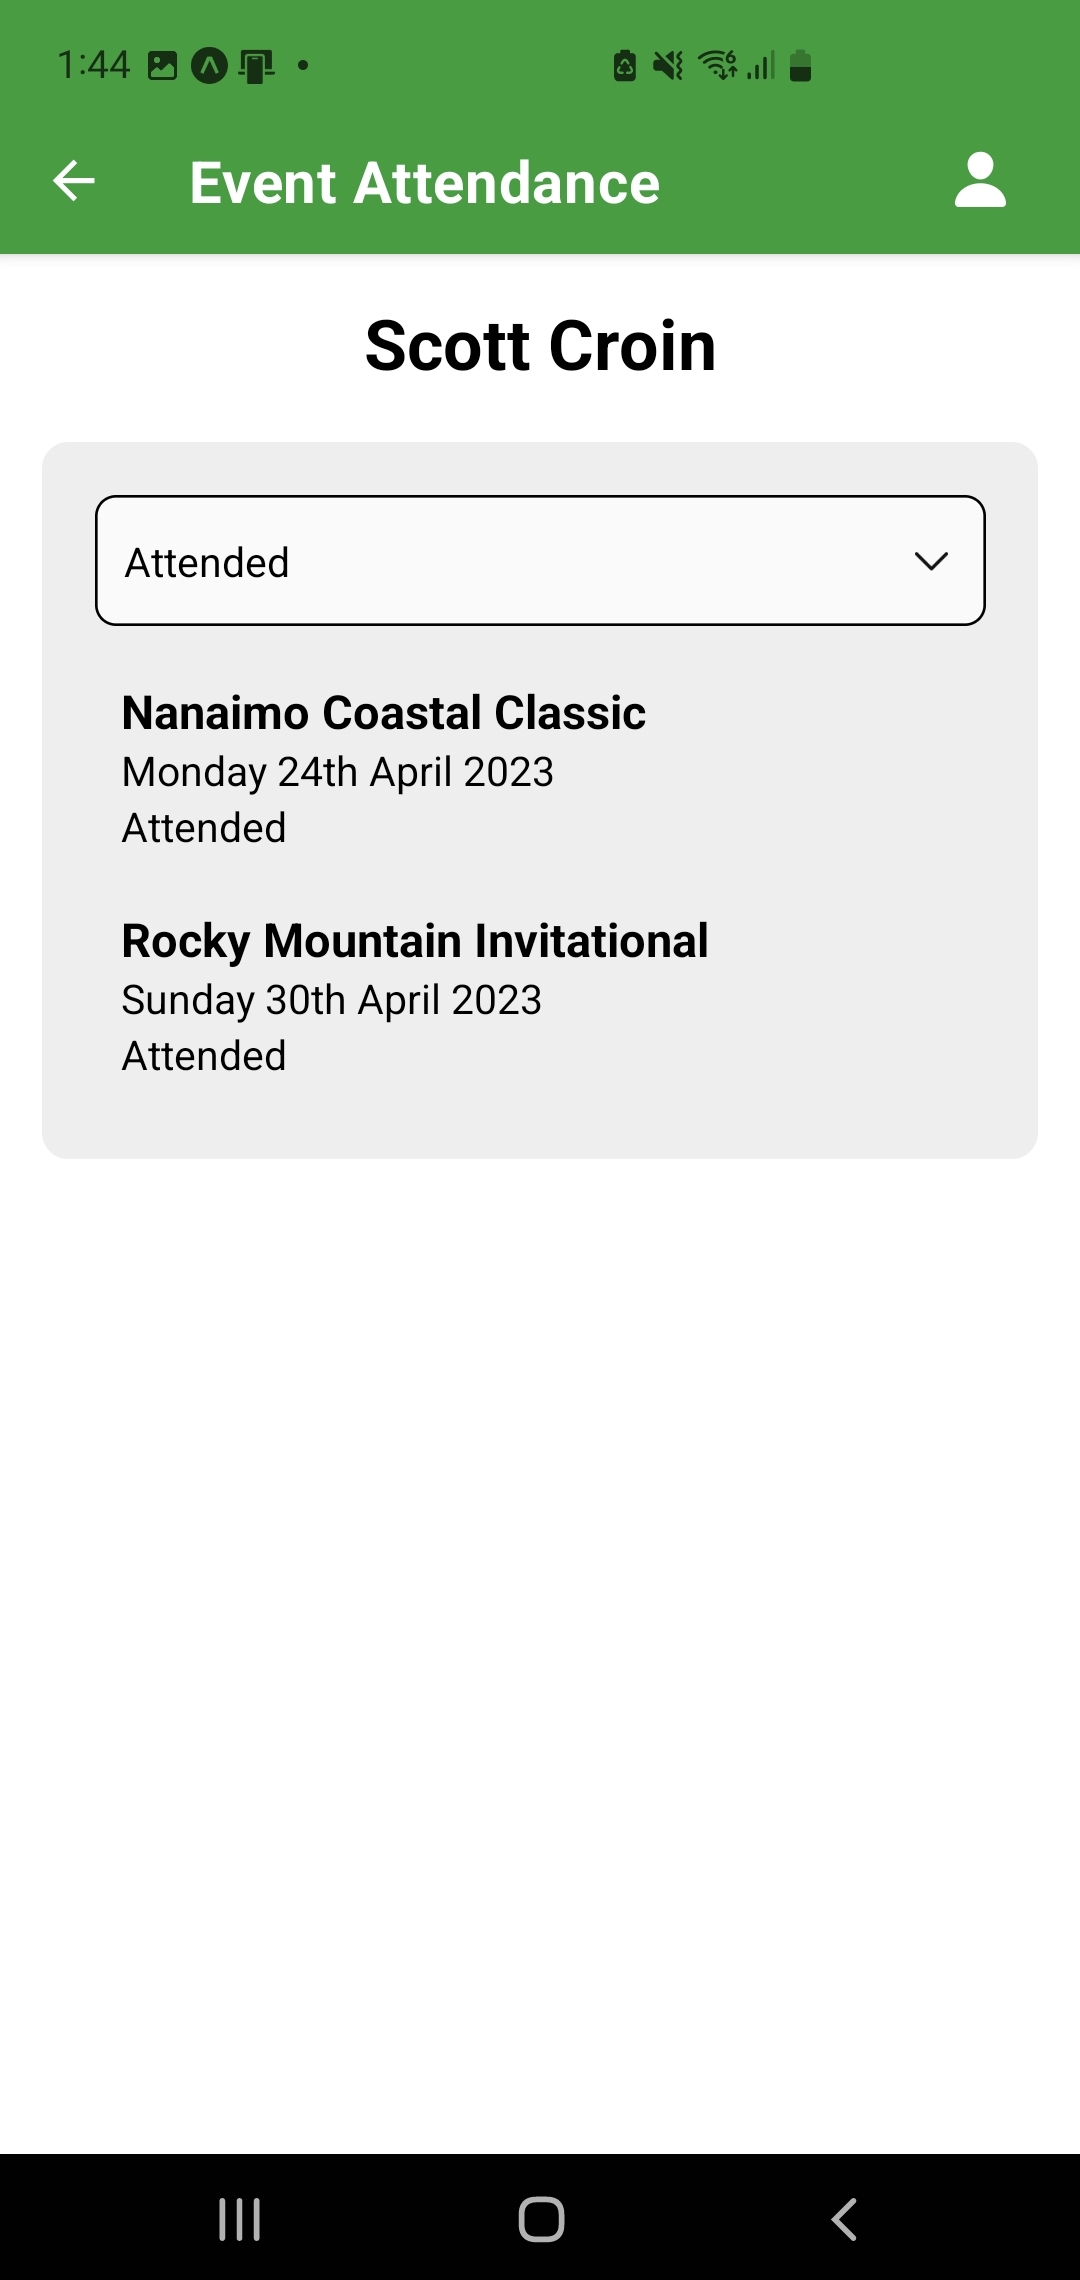 1:44
Event Attendance
Scott Croin
Attended
Nanaimo Coastal Classic
Monday 24th April 2023
Attended
Rocky Mountain Invitational
Sunday 30th April 2023
Attended